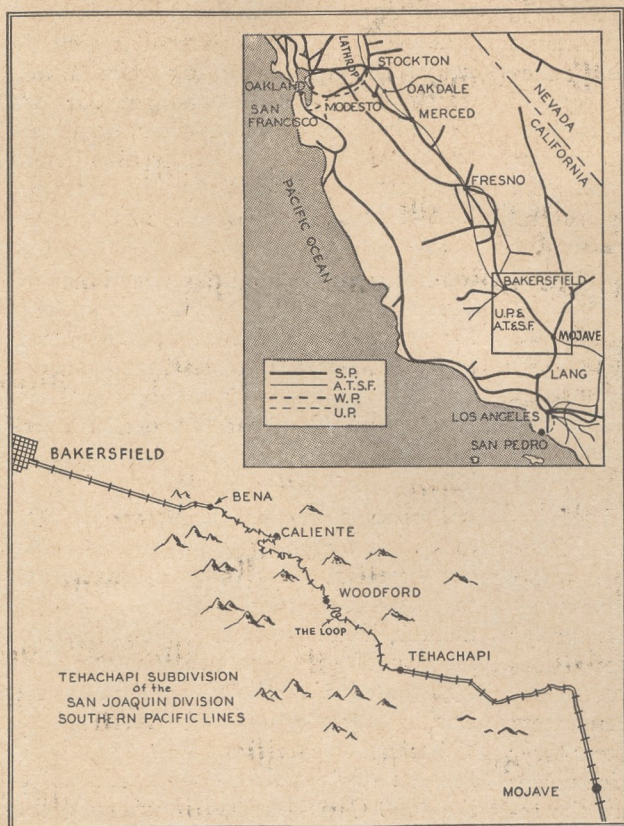 LATHROP
STOCKTON
OAKLAND
OAKDALE
SAN
FRANCISCO
MODESTO
MERCED
NEVADA
CALIFORNIA
FRESNO
PACIFIC OCEAN
BAKERSFIELD
U.P.&
A.T.&S.F.
MOJAVE
LANG
S.P.
A.T.S.F.
W.P.
U.P.
LOS ANGELES
SAN PEDRO
BAKERSFIELD
BENA
CALIENTE
WOODFORD
THE LOOP
TEHACHAPI
TEHACHAPI SUBDIVISION
of the
SAN JOAQUIN DIVISION
SOUTHERN PACIFIC LINES
MOJAVE